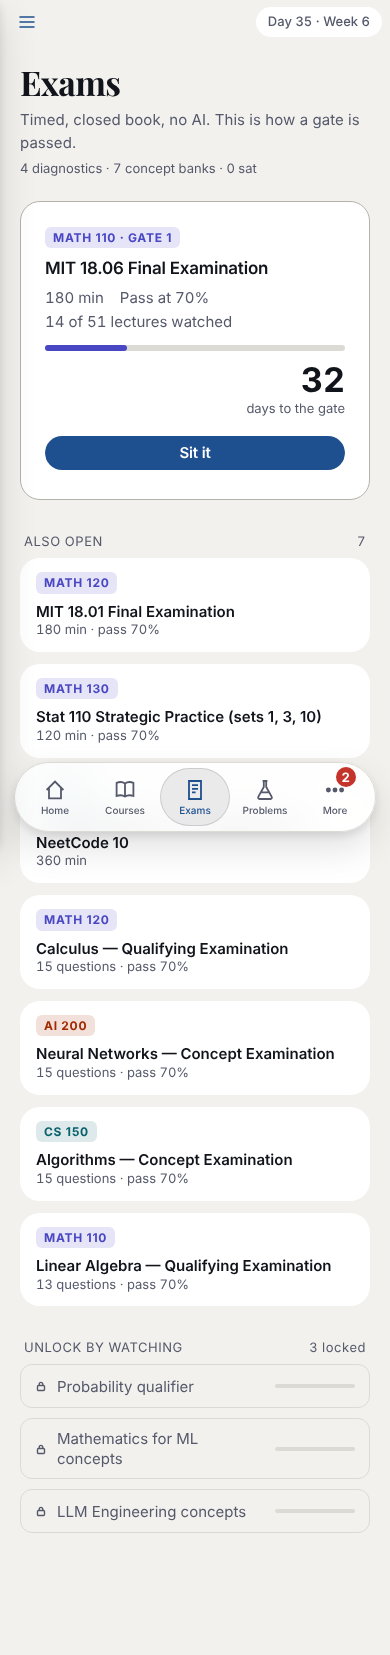 Day 35 · Week 6
Exams
Timed, closed book, no AI. This is how a gate is
passed.
4 diagnostics · 7 concept banks · 0 sat
MATH 110 · GATE 1
MIT 18.06 Final Examination
180 min Pass at 70%
14 of 51 lectures watched
32
days to the gate
Sit it
ALSO OPEN 7
MATH 120
MIT 18.01 Final Examination
180 min · pass 70%
MATH 130
Stat 110 Strategic Practice (sets 1, 3, 10)
120 min · pass 70%
2
Home Courses Exams Problems More
NeetCode 10
360 min
MATH 120
Calculus — Qualifying Examination
15 questions · pass 70%
AI 200
Neural Networks — Concept Examination
15 questions · pass 70%
CS 150
Algorithms — Concept Examination
15 questions · pass 70%
MATH 110
Linear Algebra — Qualifying Examination
13 questions · pass 70%
UNLOCK BY WATCHING 3 locked
Probability qualifier
Mathematics for ML
concepts
LLM Engineering concepts